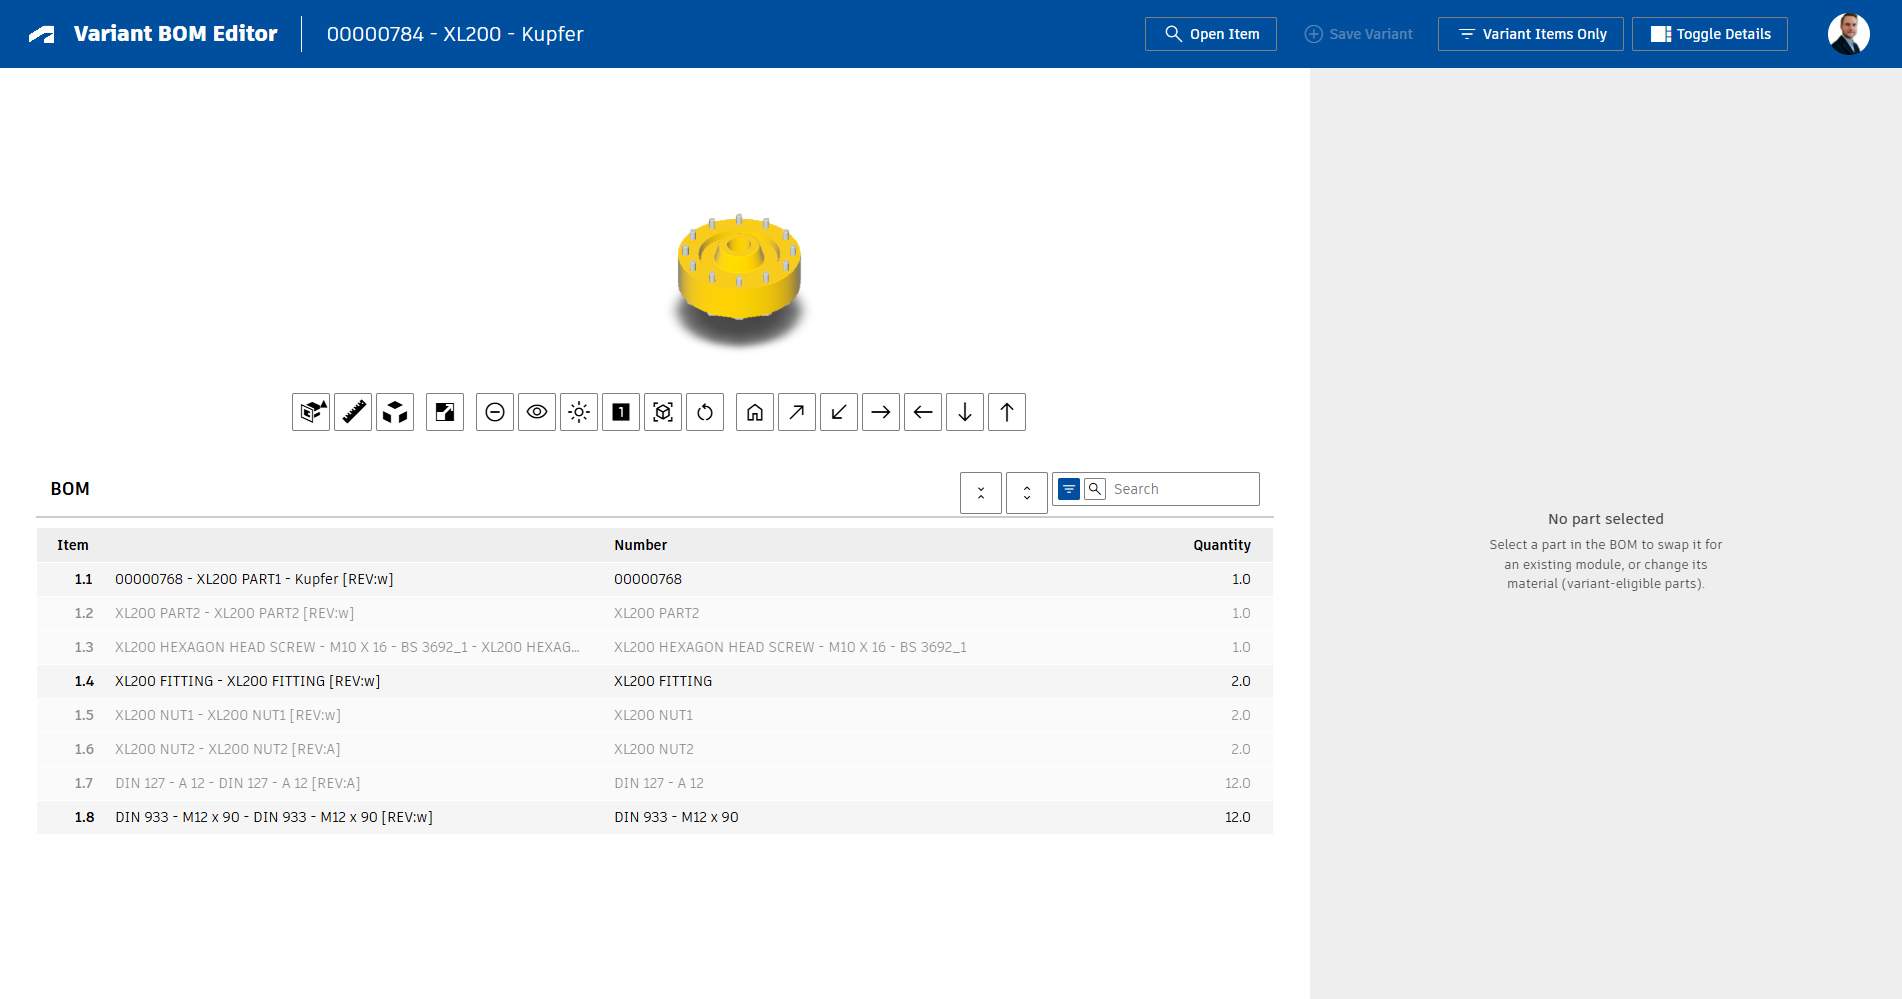 Variant BOM Editor
00000784 - XL200 - Kupfer
Open Item
Save Variant
Variant Items Only
Toggle Details
1
BOM
Search
Item Number Quantity
1.1 00000768 - XL200 PART1 - Kupfer [REV:w] 00000768 1.0
1.2 XL200 PART2 - XL200 PART2 [REV:w] XL200 PART2 1.0
1.3 XL200 HEXAGON HEAD SCREW - M10 X 16 - BS 3692_1 - XL200 HEXAG... XL200 HEXAGON HEAD SCREW - M10 X 16 - BS 3692_1 1.0
1.4 XL200 FITTING - XL200 FITTING [REV:w] XL200 FITTING 2.0
1.5 XL200 NUT1 - XL200 NUT1 [REV:w] XL200 NUT1 2.0
1.6 XL200 NUT2 - XL200 NUT2 [REV:A] XL200 NUT2 2.0
1.7 DIN 127 - A 12 - DIN 127 - A 12 [REV:A] DIN 127 - A 12 12.0
1.8 DIN 933 - M12 x 90 - DIN 933 - M12 x 90 [REV:w] DIN 933 - M12 x 90 12.0
No part selected
Select a part in the BOM to swap it for
an existing module, or change its
material (variant-eligible parts).